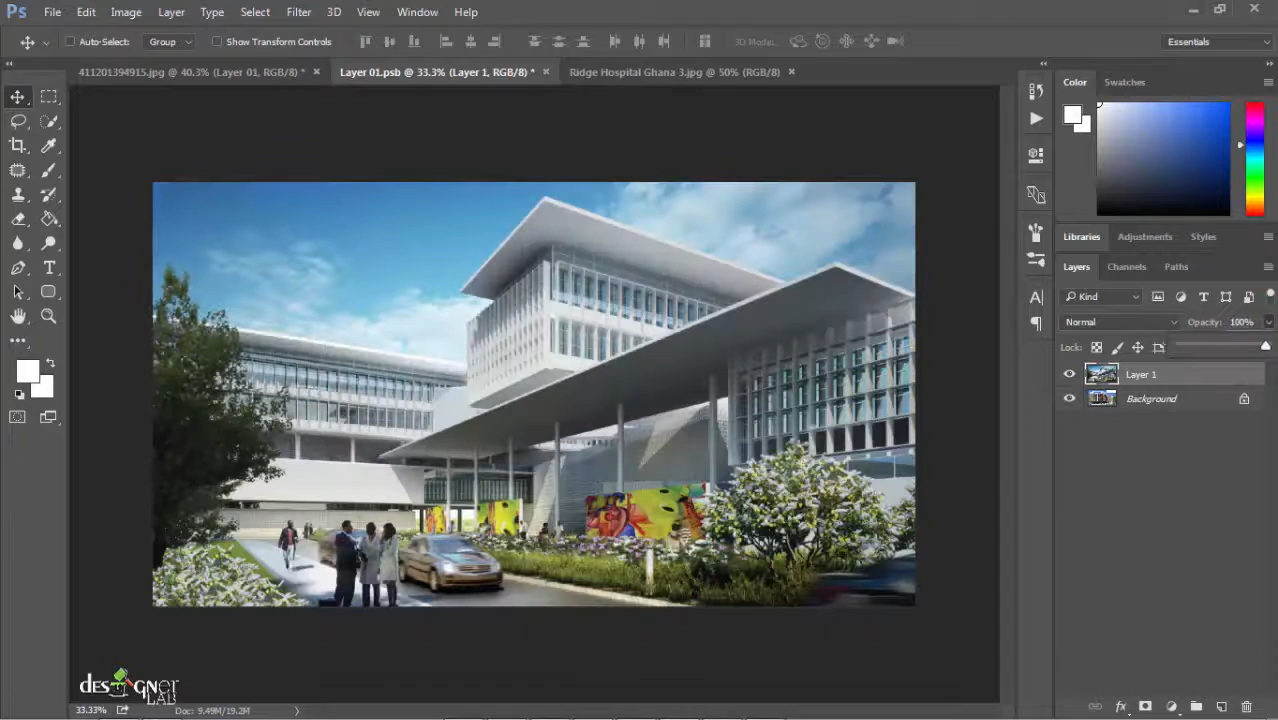 Ps File Edit Image Layer Type Select Filter 3D View Window Help
Auto-Select: Group Show Transform Controls 3D Mode: Essentials
411201394915.jpg @ 40.3% (Layer 01, RGB/8) * × Layer 01.psb @ 33.3% (Layer 1, RGB/8) * × Ridge Hospital Ghana 3.jpg @ 50% (RGB/8) ×
Color Swatches
Libraries Adjustments Styles
Layers Channels Paths
Kind
Normal Opacity: 100%
Lock:
Layer 1
Background
designer
LAB
33.33% Doc: 9.49M/19.2M